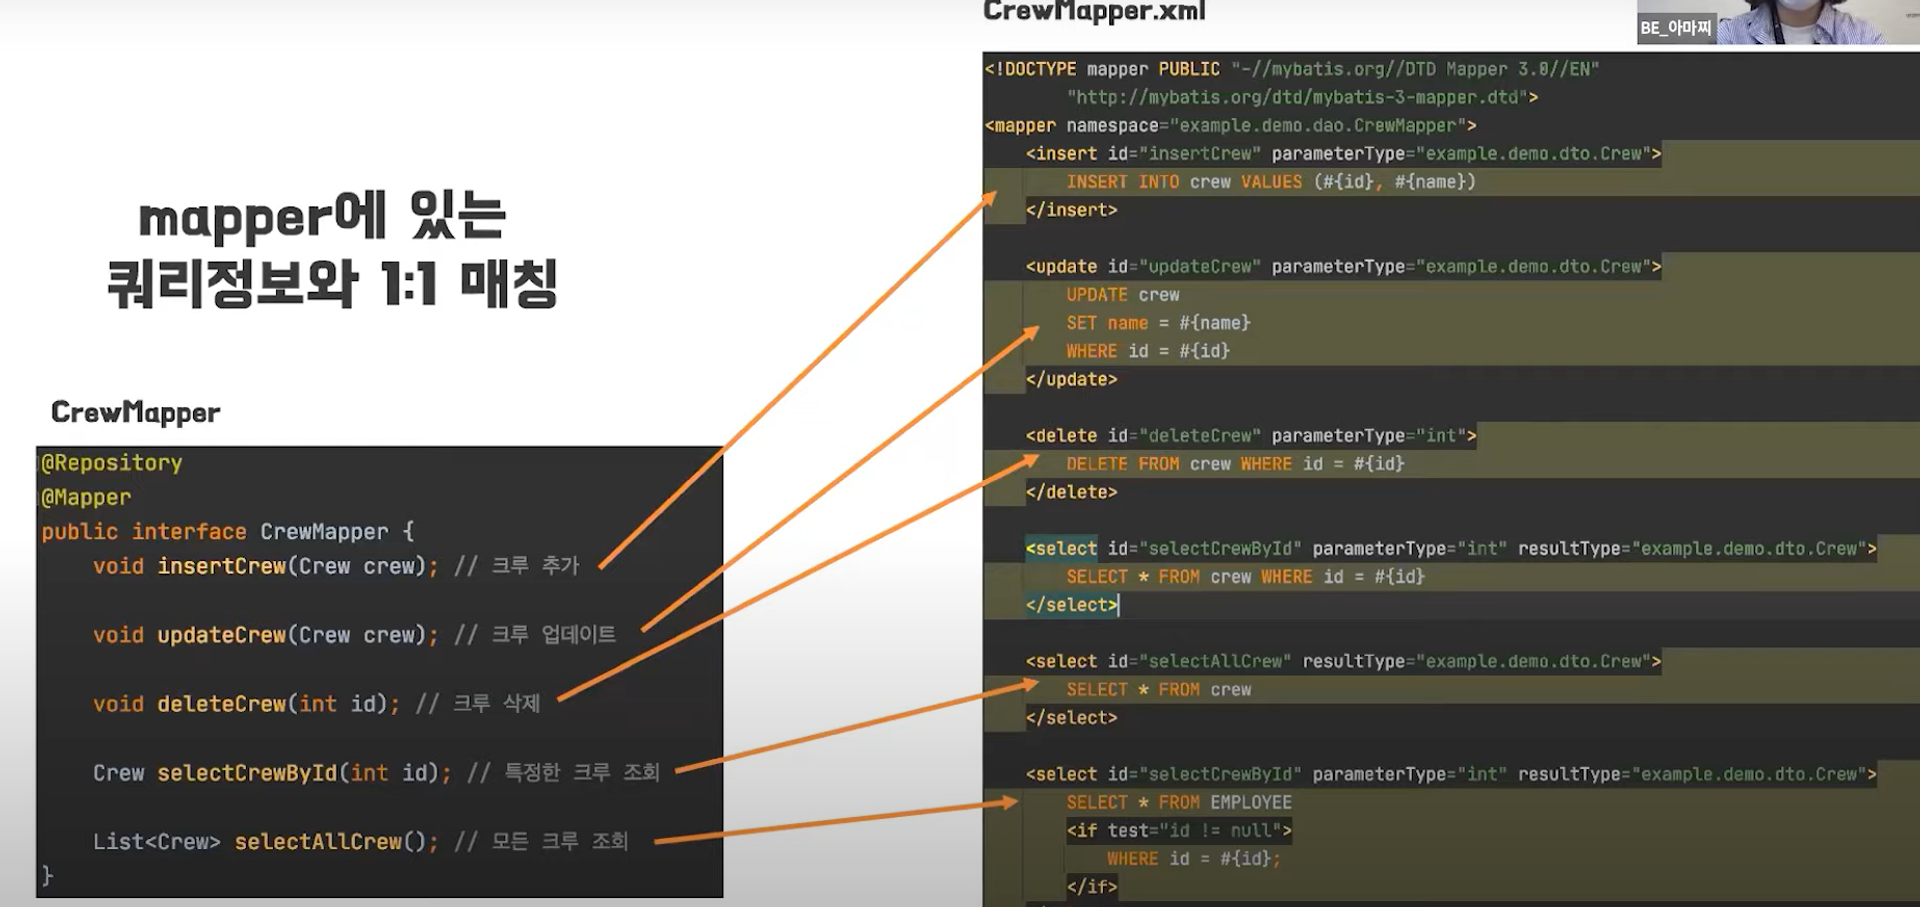 CrewMapper.xml
BE_아마찌
mapper에 있는
쿼리정보와 1:1 매칭
CrewMapper
@Repository
@Mapper
public interface CrewMapper {
void insertCrew(Crew crew); // 크루 추가
void updateCrew(Crew crew); // 크루 업데이트
void deleteCrew(int id); // 크루 삭제
Crew selectCrewById(int id); // 특정한 크루 조회
List<Crew> selectAllCrew(); // 모든 크루 조회
}
<!DOCTYPE mapper PUBLIC "-//mybatis.org//DTD Mapper 3.0//EN"
"http://mybatis.org/dtd/mybatis-3-mapper.dtd">
<mapper namespace="example.demo.dao.CrewMapper">
<insert id="insertCrew" parameterType="example.demo.dto.Crew">
INSERT INTO crew VALUES (#{id}, #{name})
</insert>
<update id="updateCrew" parameterType="example.demo.dto.Crew">
UPDATE crew
SET name = #{name}
WHERE id = #{id}
</update>
<delete id="deleteCrew" parameterType="int">
DELETE FROM crew WHERE id = #{id}
</delete>
<select id="selectCrewById" parameterType="int" resultType="example.demo.dto.Crew">
SELECT * FROM crew WHERE id = #{id}
</select>
<select id="selectAllCrew" resultType="example.demo.dto.Crew">
SELECT * FROM crew
</select>
<select id="selectCrewById" parameterType="int" resultType="example.demo.dto.Crew">
SELECT * FROM EMPLOYEE
<if test="id != null">
WHERE id = #{id};
</if>